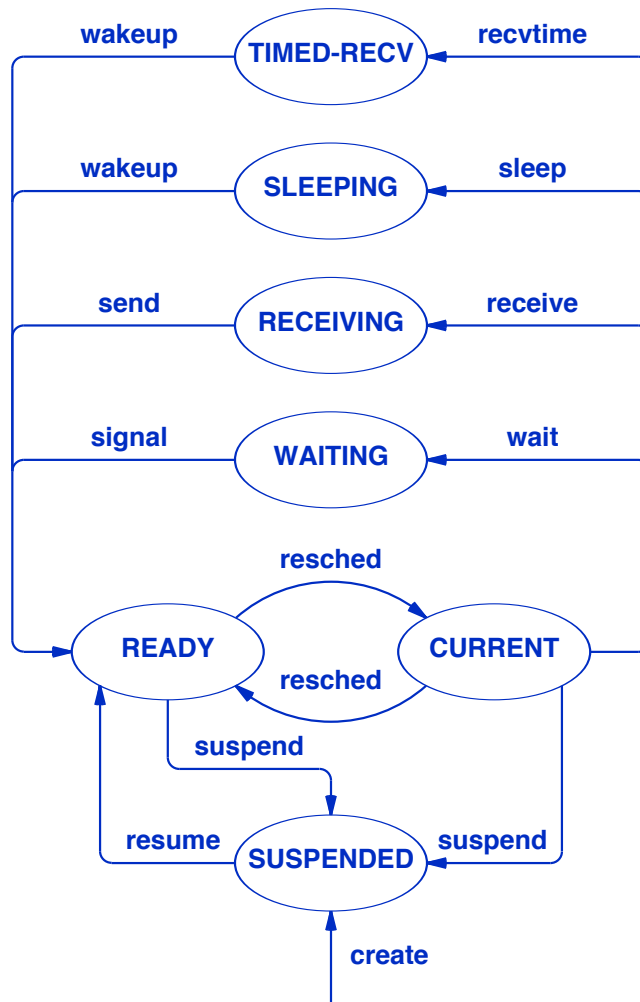 wakeup
TIMED-RECV
recvtime
wakeup
SLEEPING
sleep
send
RECEIVING
receive
signal
WAITING
wait
resched
READY
CURRENT
resched
suspend
resume
SUSPENDED
suspend
create